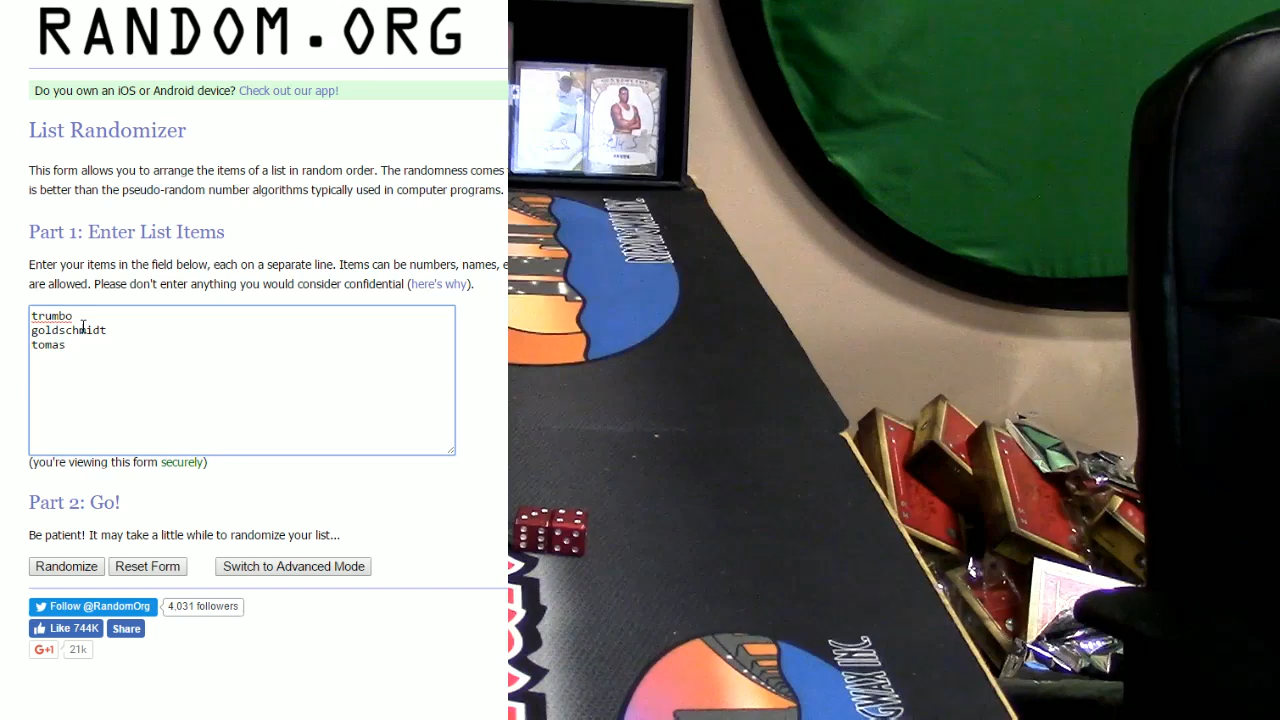 RANDOM.ORG
Do you own an iOS or Android device? Check out our app!
List Randomizer
This form allows you to arrange the items of a list in random order. The randomness comes
is better than the pseudo-random number algorithms typically used in computer programs.
Part 1: Enter List Items
Enter your items in the field below, each on a separate line. Items can be numbers, names, e
are allowed. Please don't enter anything you would consider confidential (here's why).
trumbo
goldschmidt
tomas
(you're viewing this form securely)
Part 2: Go!
Be patient! It may take a little while to randomize your list...
Randomize Reset Form Switch to Advanced Mode
Follow @RandomOrg 4,031 followers
Like 744K Share
G+1 21k
GWAX INC